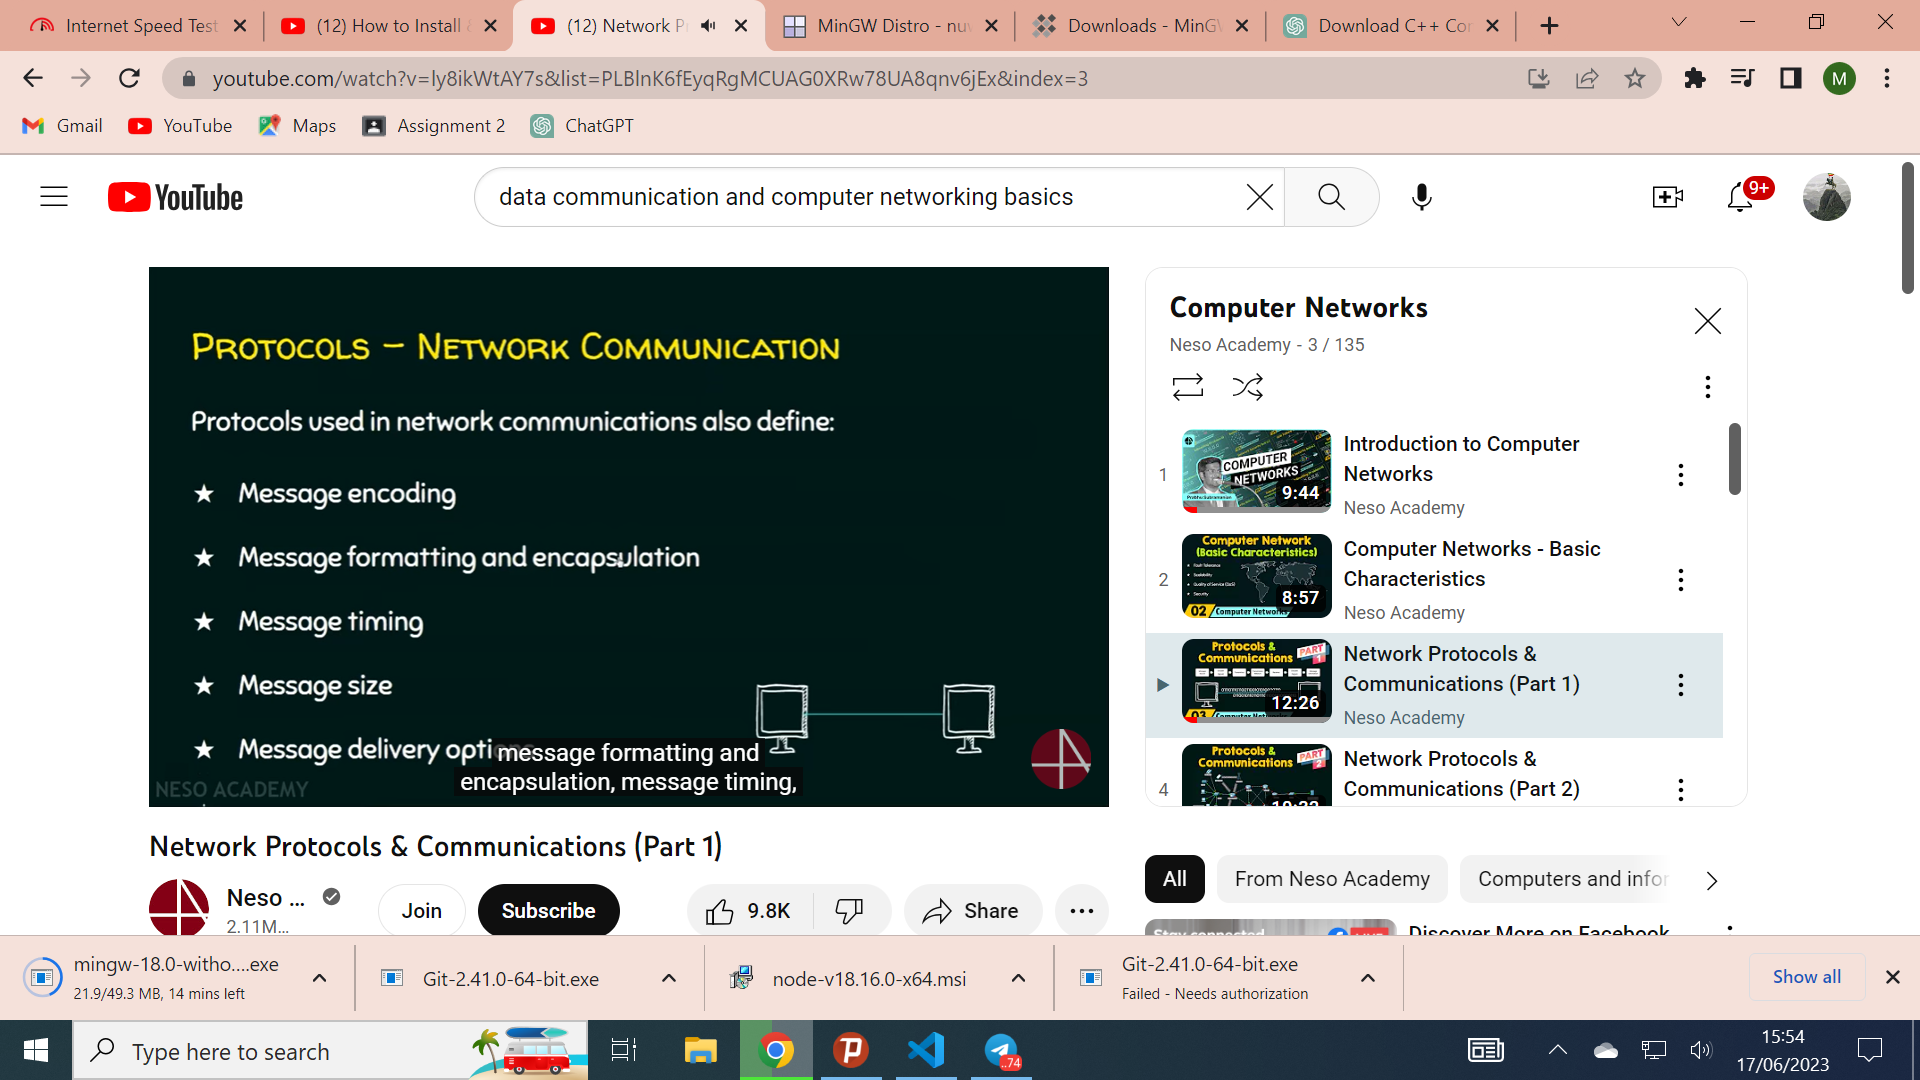 Internet Speed Test
(12) How to Install
(12) Network P
MinGW Distro - nu
Downloads - MinG
Download C++ Co
youtube.com/watch?v=ly8ikWtAY7s&list=PLBlnK6fEyqRgMCUAG0XRw78UA8qnv6jEx&index=3
M
Gmail
YouTube
Maps
Assignment 2
ChatGPT
YouTube
data communication and computer networking basics
9+
Protocols – Network Communication
Protocols used in network communications also define:
★ Message encoding
★ Message formatting and encapsulation
★ Message timing
★ Message size
★ Message delivery options
message formatting and
encapsulation, message timing,
NESO ACADEMY
Computer Networks
Neso Academy - 3 / 135
1
COMPUTER
NETWORKS
9:44
Introduction to Computer
Networks
Neso Academy
2
Computer Network
(Basic Characteristics)
8:57
02 Computer Networks
Computer Networks - Basic
Characteristics
Neso Academy
Protocols &
Communications
PART 1
12:26
03 Computer Networks
Network Protocols &
Communications (Part 1)
Neso Academy
4
Protocols &
Communications
PART 2
Network Protocols &
Communications (Part 2)
Network Protocols & Communications (Part 1)
Neso ...
2.11M...
Join
Subscribe
9.8K
Share
All
From Neso Academy
Computers and infor
Stay connected
Discover More on Facebook
mingw-18.0-witho....exe
21.9/49.3 MB, 14 mins left
Git-2.41.0-64-bit.exe
node-v18.16.0-x64.msi
Git-2.41.0-64-bit.exe
Failed - Needs authorization
Show all
Type here to search
..74
15:54
17/06/2023